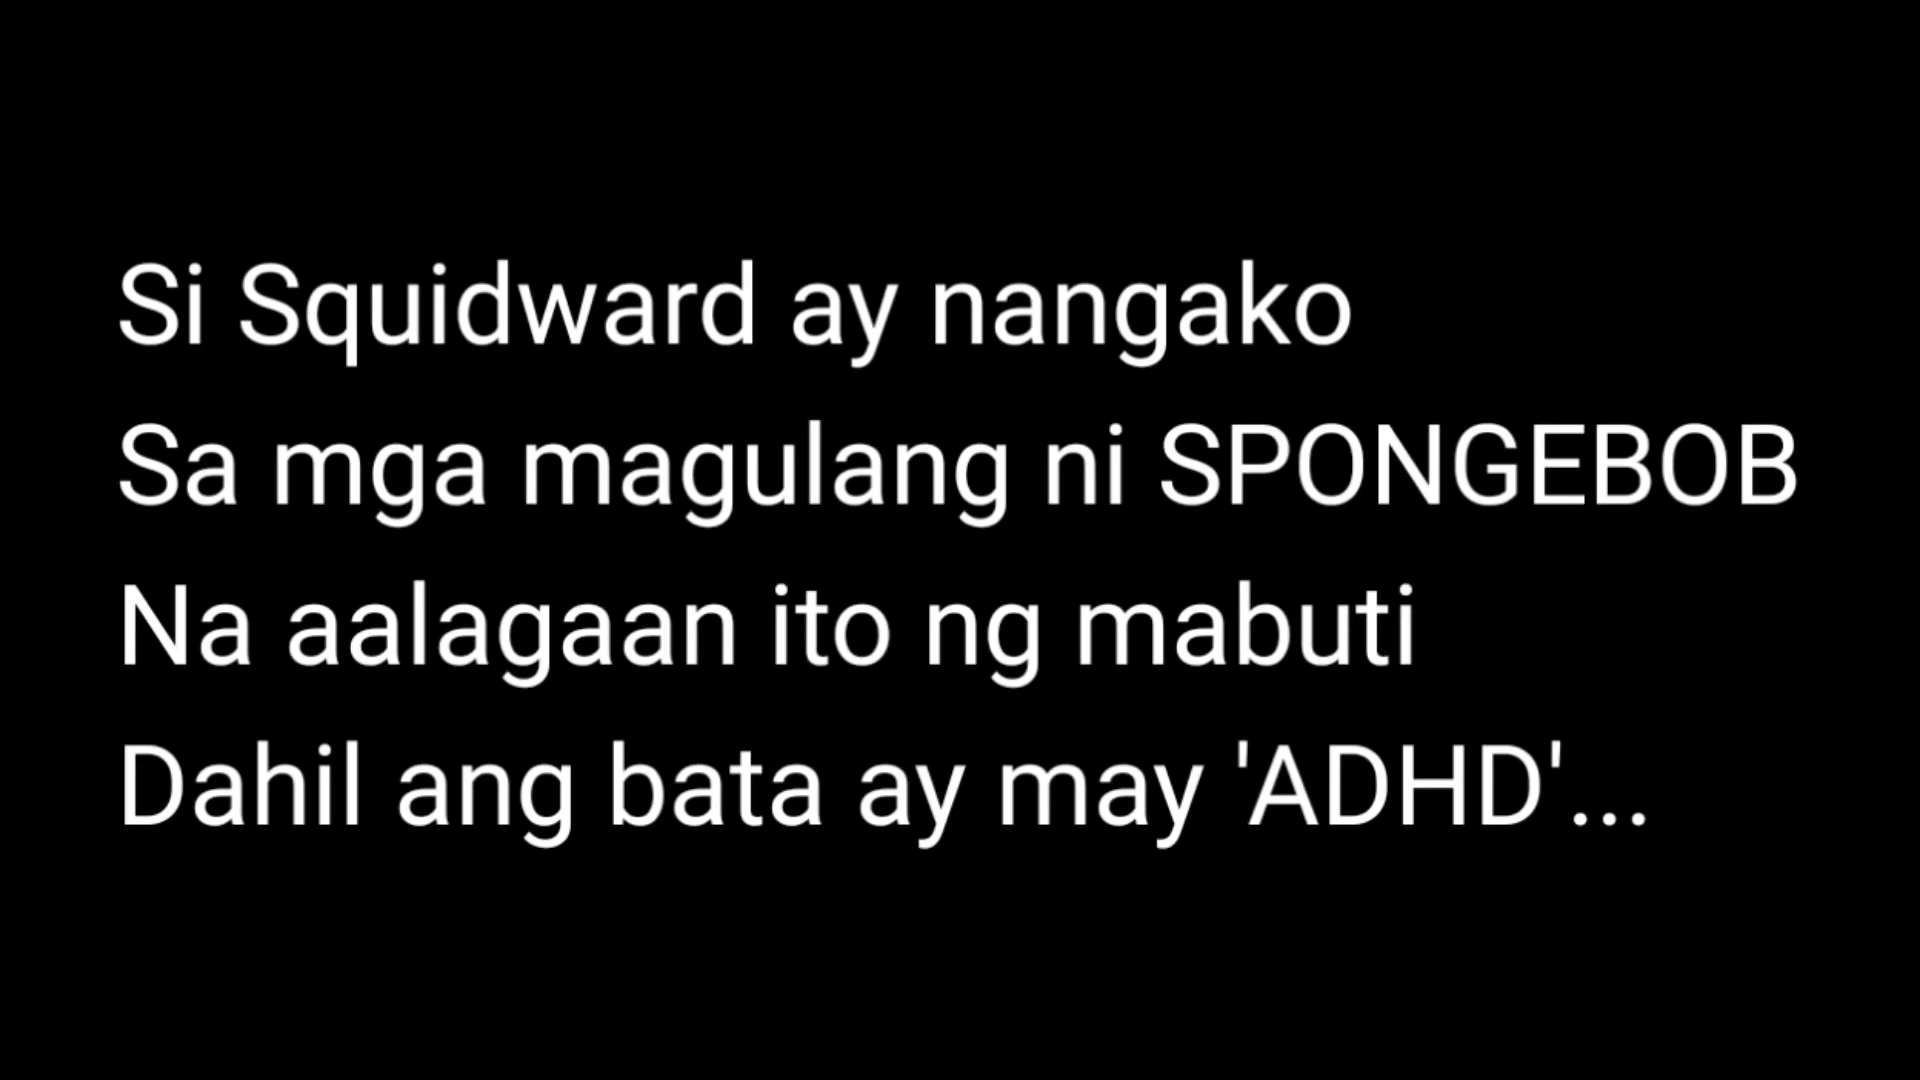 Si Squidward ay nangako
Sa mga magulang ni SPONGEBOB
Na aalagaan ito ng mabuti
Dahil ang bata ay may 'ADHD'...